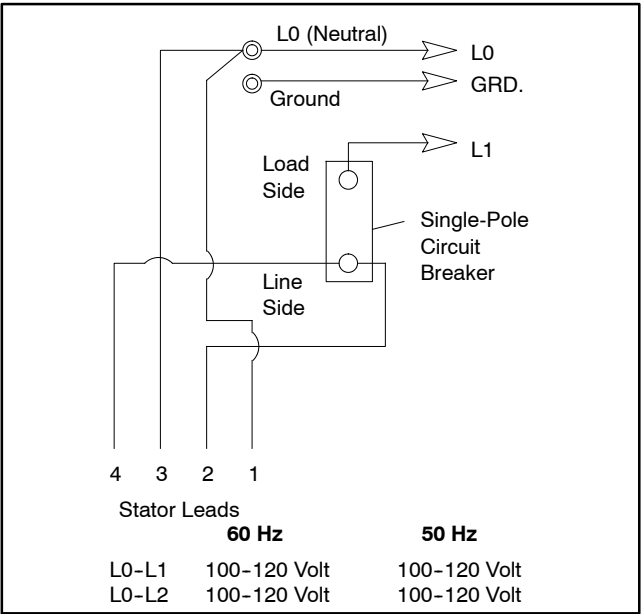 L0 (Neutral)
L0
GRD.
Ground
L1
Load
Side
Single-Pole
Circuit
Breaker
Line
Side
4 3 2 1
Stator Leads
60 Hz 50 Hz
L0-L1 100-120 Volt 100-120 Volt
L0-L2 100-120 Volt 100-120 Volt